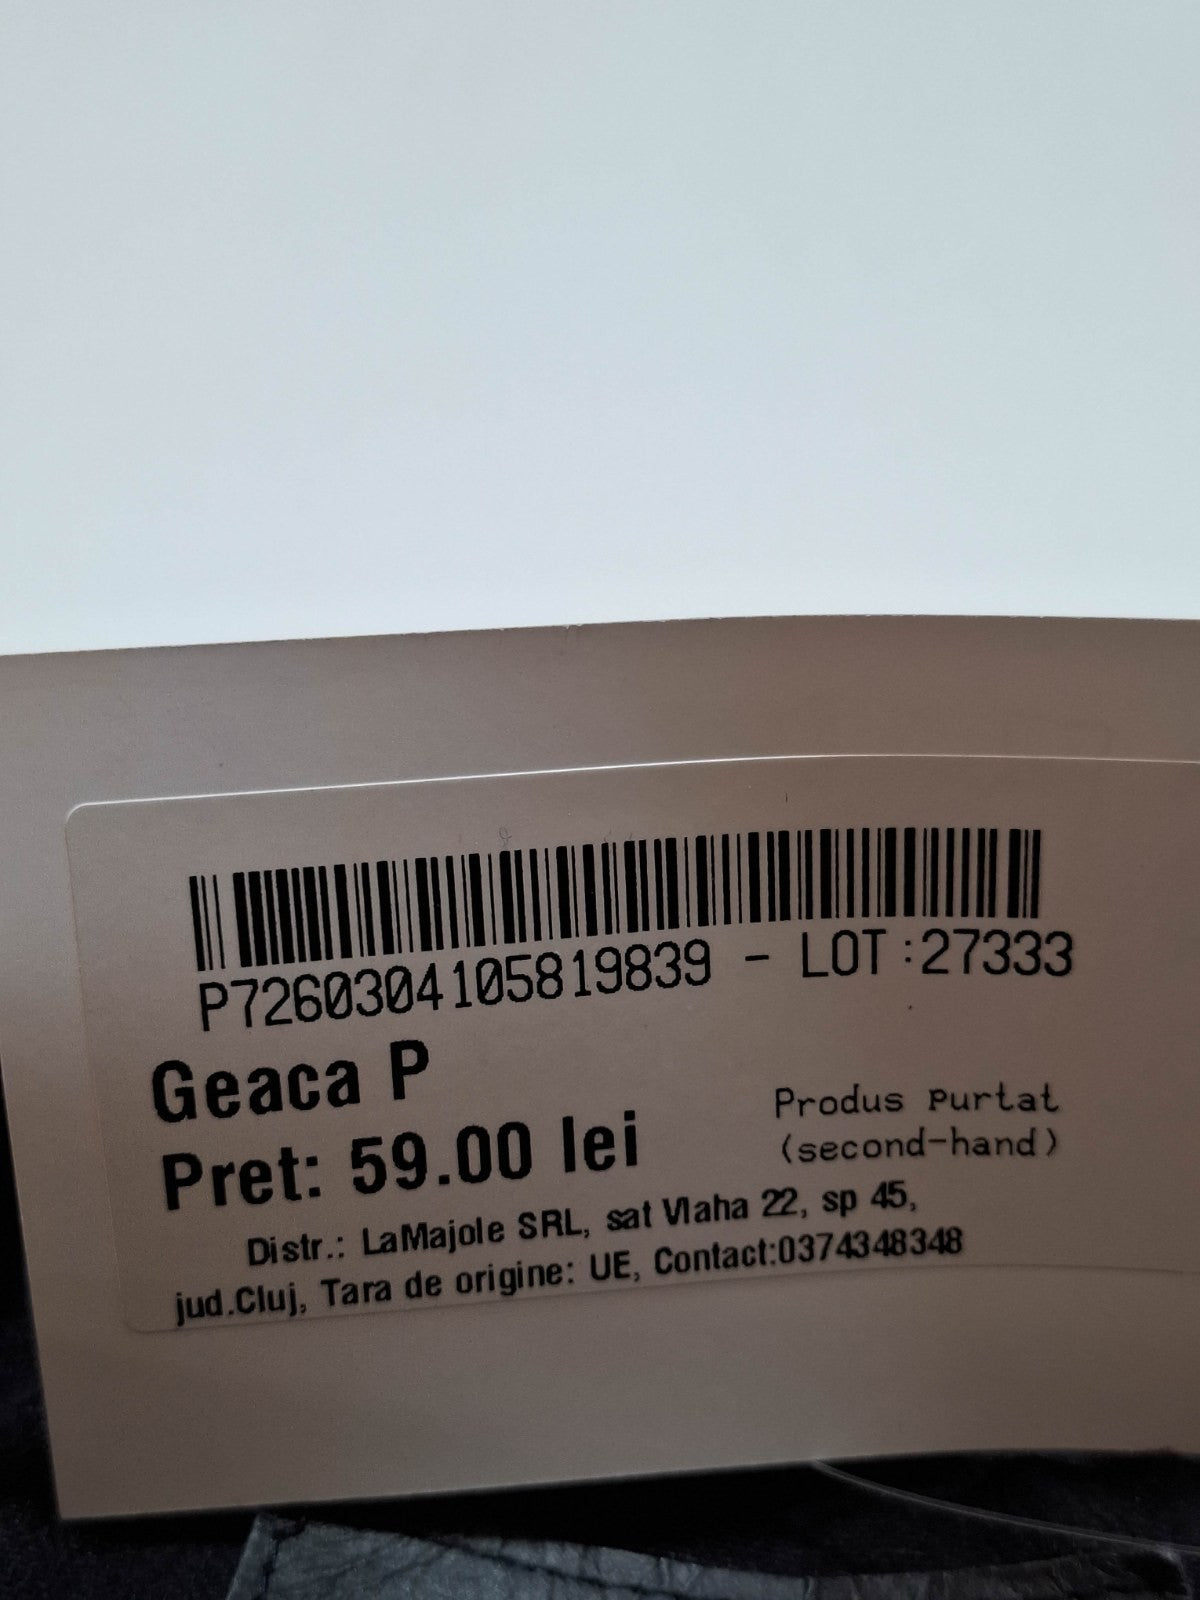 P7260304105819839 - LOT:27333
Geaca P
Pret: 59.00 lei
Produs purtat
(second-hand)
Distr.: LaMajole SRL, sat Vlaha 22, sp 45,
jud.Cluj, Tara de origine: UE, Contact:0374348348